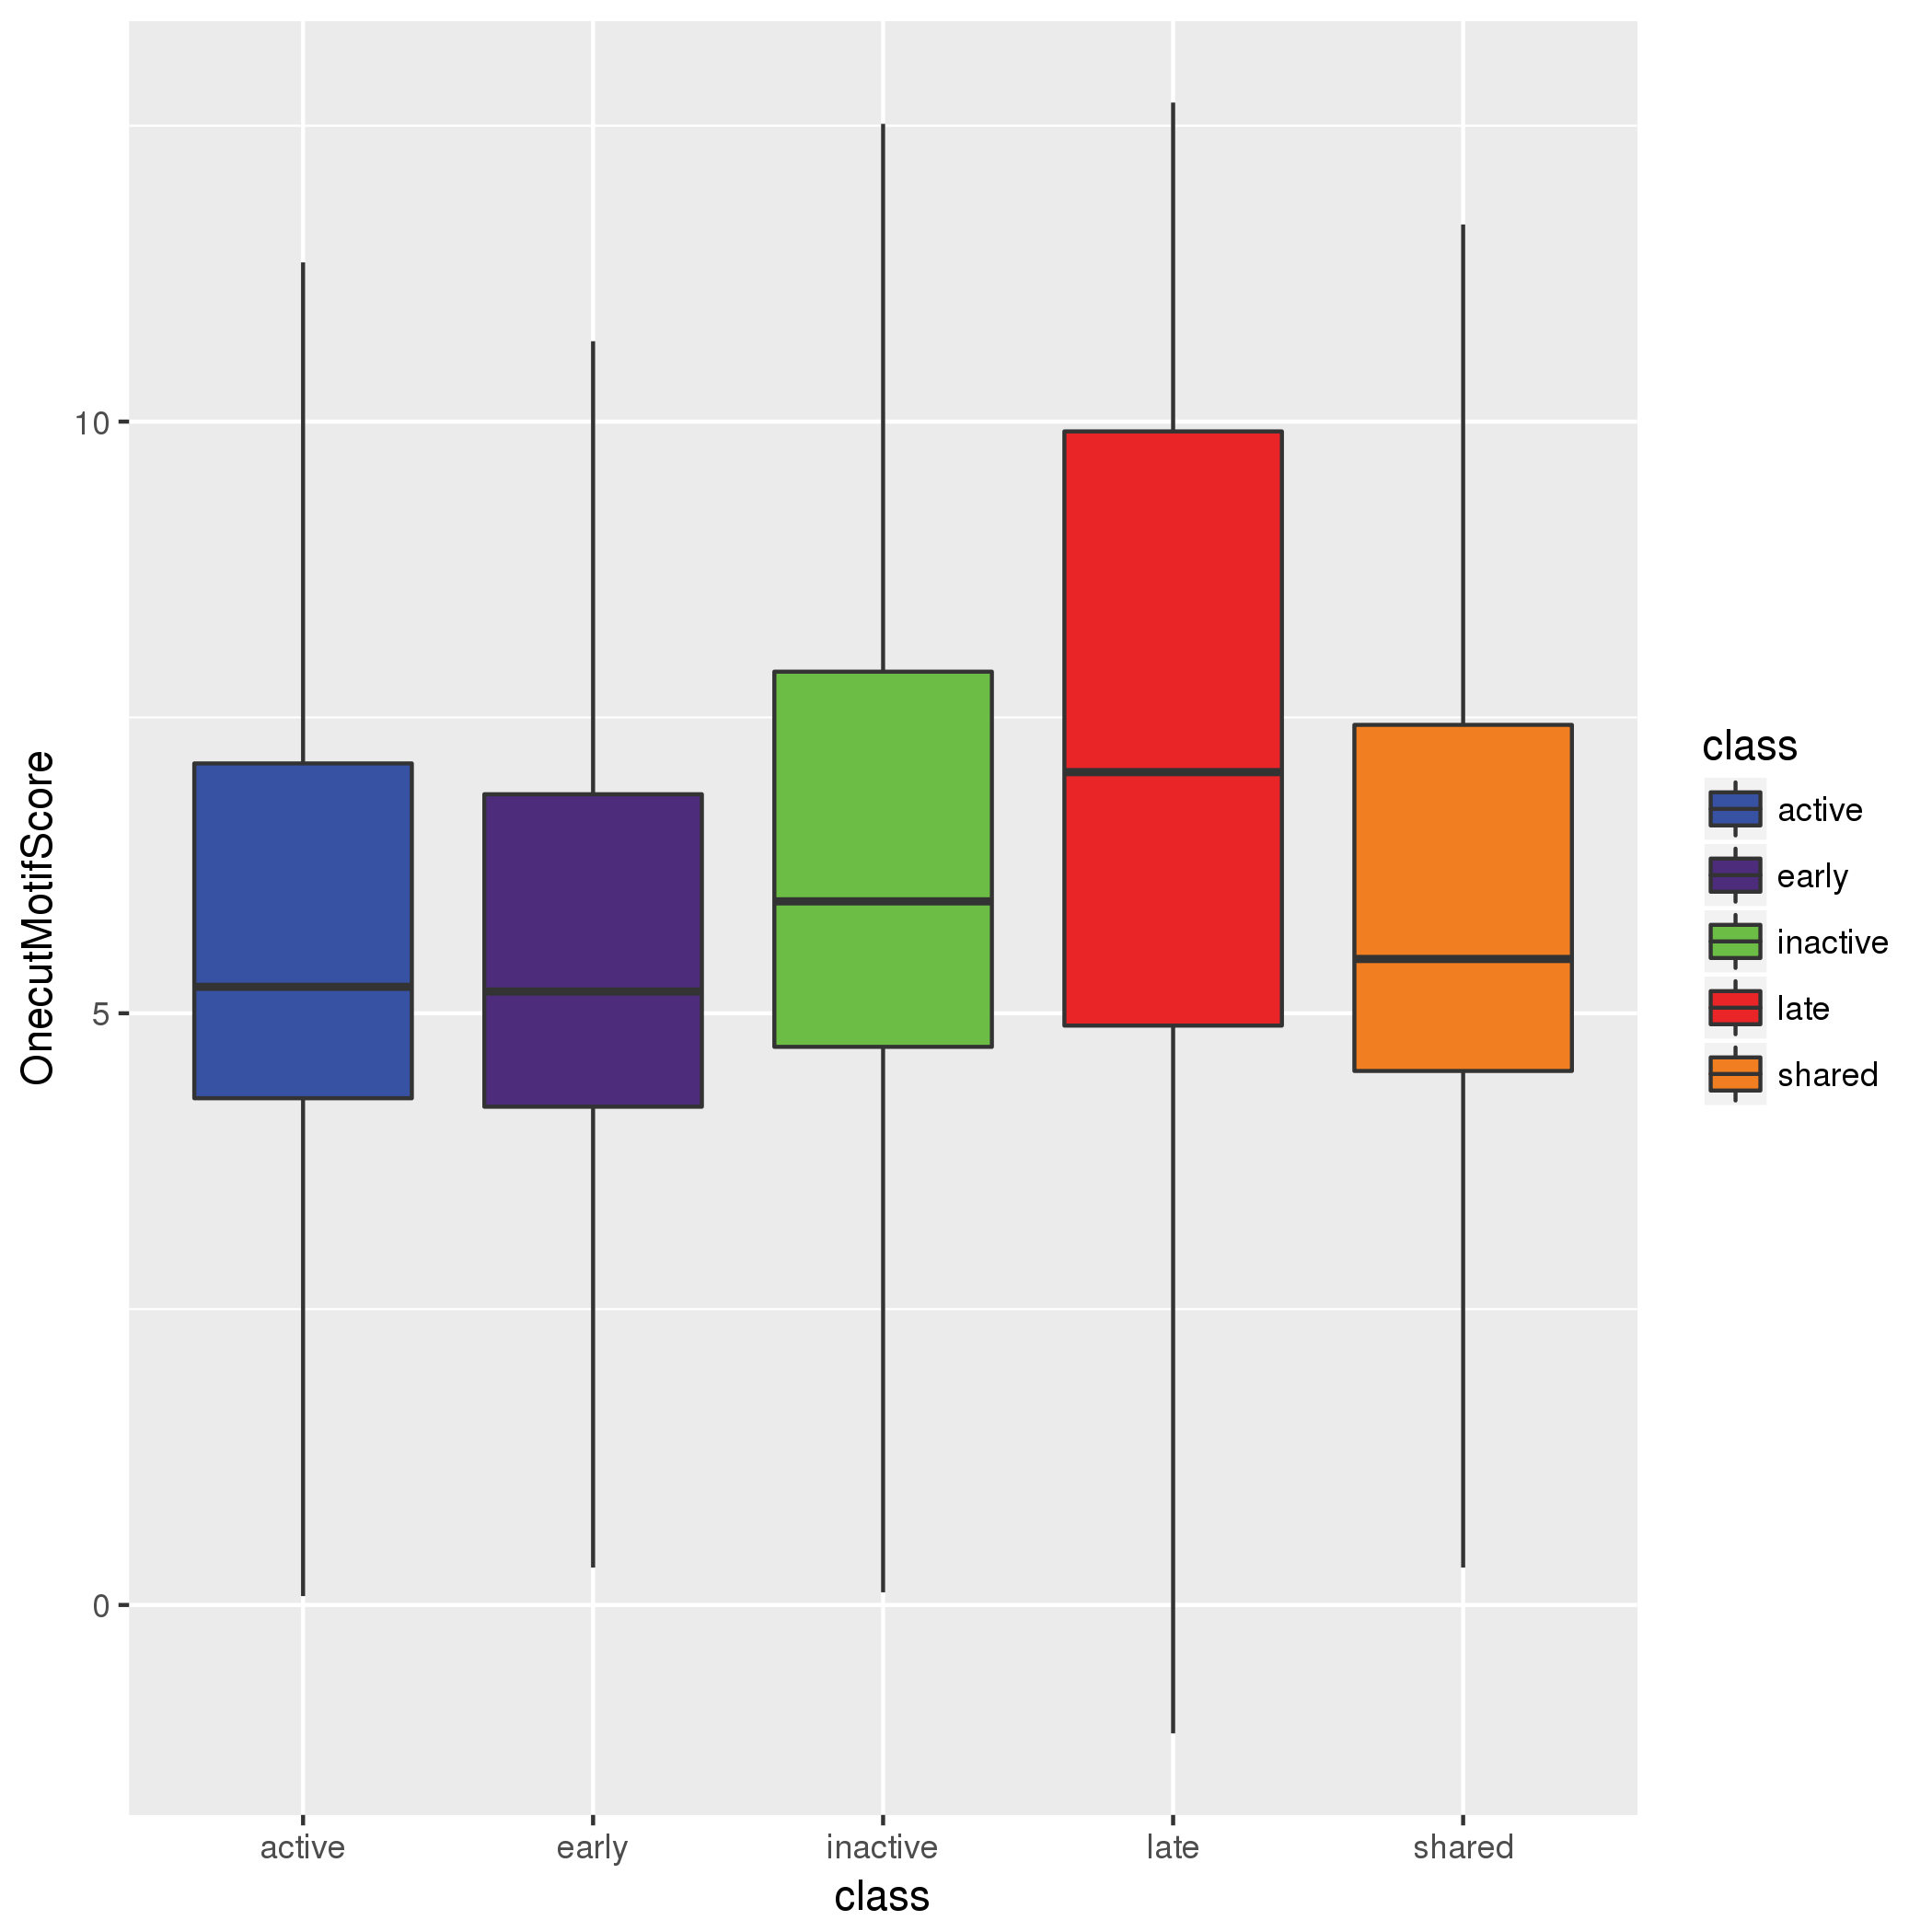 OnecutMotifScore
10
5
0
active
early
inactive
late
shared
class
class
active
early
inactive
late
shared